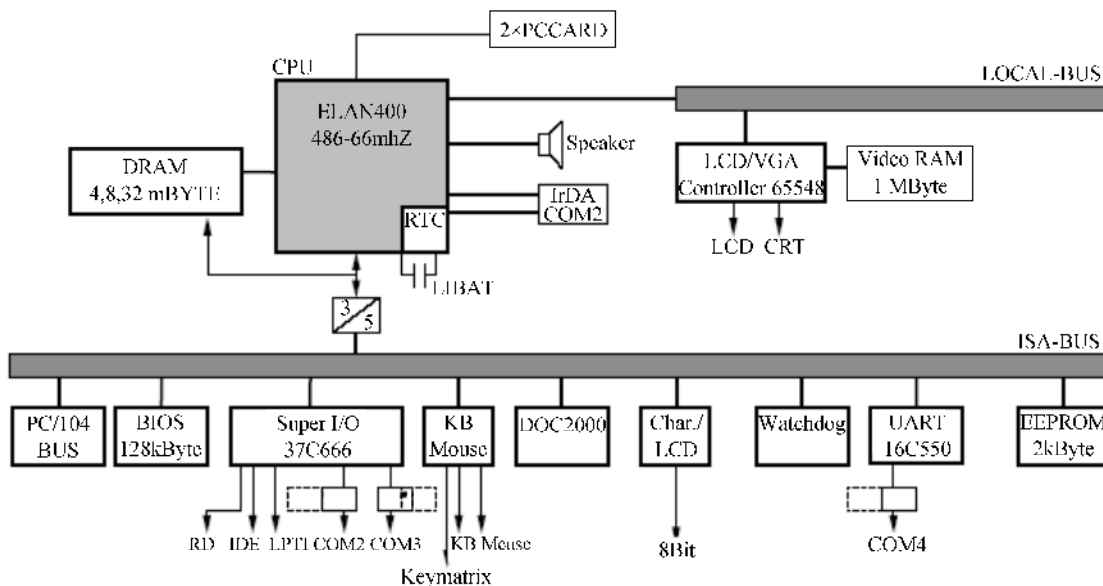 2×PCCARD
CPU
LOCAL-BUS
ELAN400
486-66mhZ
Speaker
DRAM
4,8,32 mBYTE
LCD/VGA
Controller 65548
Video RAM
1 MByte
IrDA
COM2
RTC
LCD CRT
LIBAT
3
5
ISA-BUS
PC/104
BUS
BIOS
128kByte
Super I/O
37C666
KB
Mouse
DOC2000
Char./
LCD
Watchdog
UART
16C550
EEPROM
2kByte
RD IDE LPT1 COM2 COM3 KB Mouse
8Bit
COM4
Keymatrix